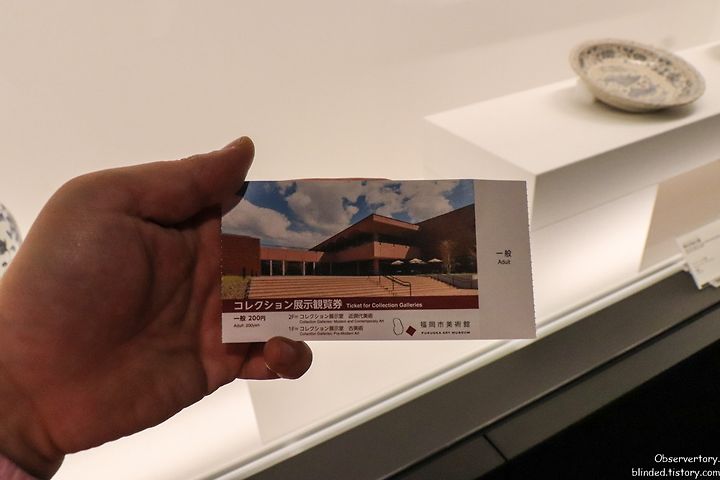 一般
Adult
コレクション展示観覧券 Ticket for Collection Galleries
一般 200円
Adult 200yen
2F＝コレクション展示室 近現代美術
Collection Galleries: Modern and Contemporary Art
1F＝コレクション展示室 古美術
Collection Galleries: Pre-Modern Art
福岡市美術館
FUKUOKA ART MUSEUM
Observertory.
blinded.tistory.com